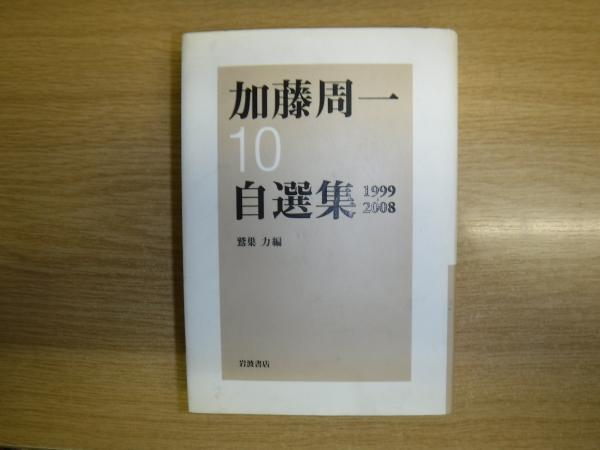 加藤周一
10
自選集 1999
2008
鷲巣 力編
岩波書店